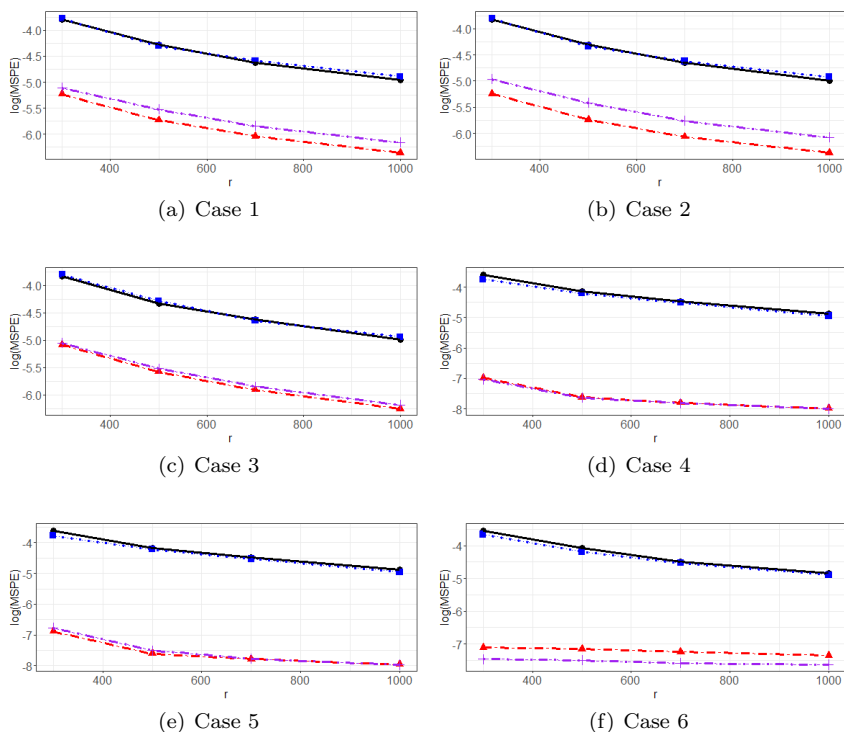 -4.0
-4.5
-5.0
-5.5
-6.0
log(MSPE)
400 600 800 1000
r
(a) Case 1
-4.0
-4.5
-5.0
-5.5
-6.0
log(MSPE)
400 600 800 1000
r
(b) Case 2
-4.0
-4.5
-5.0
-5.5
-6.0
log(MSPE)
400 600 800 1000
r
(c) Case 3
-4
-5
-6
-7
-8
log(MSPE)
400 600 800 1000
r
(d) Case 4
-4
-5
-6
-7
-8
log(MSPE)
400 600 800 1000
r
(e) Case 5
-4
-5
-6
-7
log(MSPE)
400 600 800 1000
r
(f) Case 6